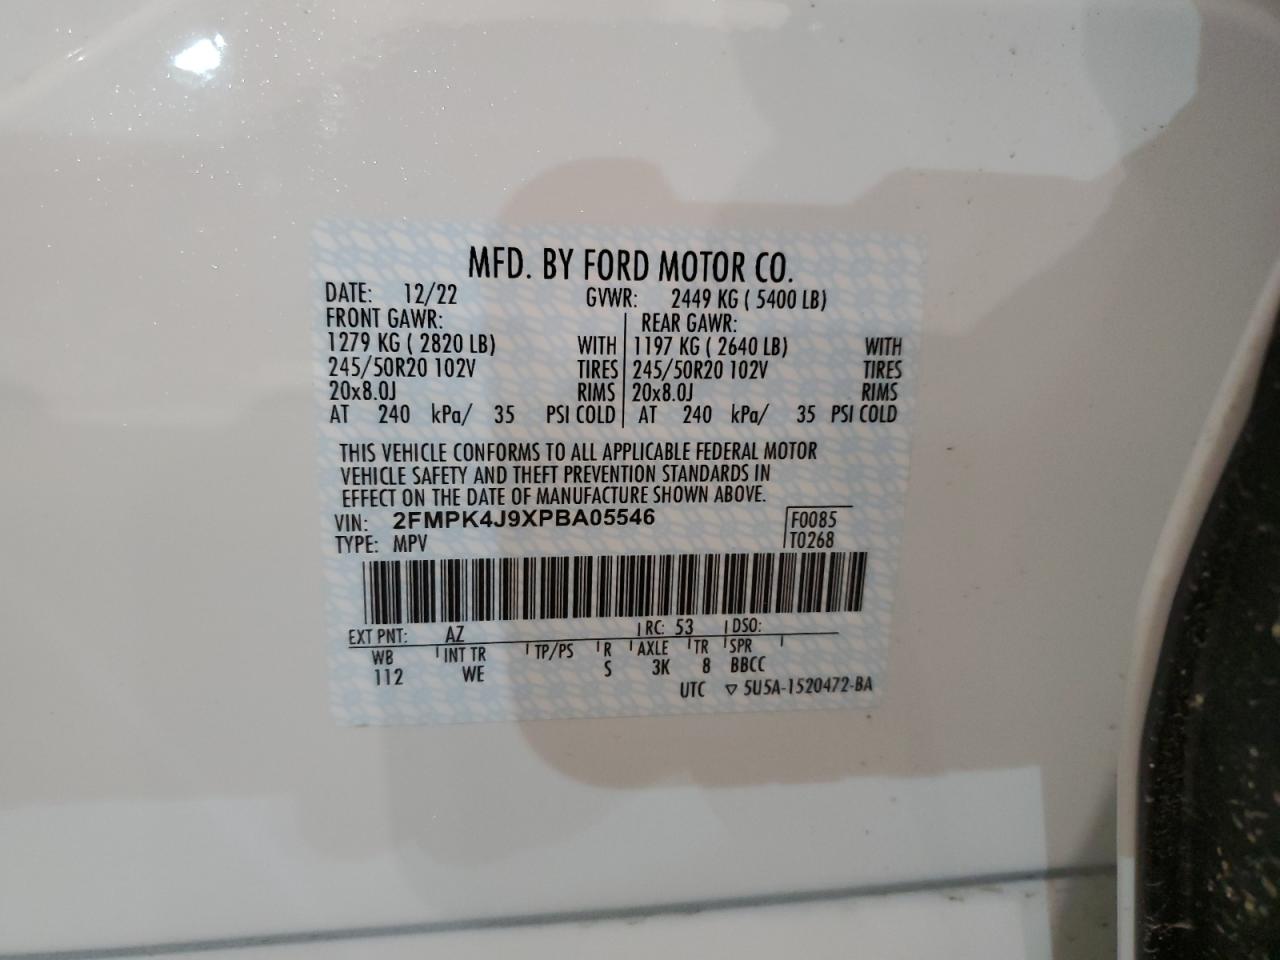 MFD. BY FORD MOTOR CO.
DATE: 12/22 GVWR: 2449 KG ( 5400 LB)
FRONT GAWR: REAR GAWR:
1279 KG ( 2820 LB) WITH 1197 KG ( 2640 LB) WITH
245/50R20 102V TIRES 245/50R20 102V TIRES
20x8.0J RIMS 20x8.0J RIMS
AT 240 kPa/ 35 PSI COLD AT 240 kPa/ 35 PSI COLD
THIS VEHICLE CONFORMS TO ALL APPLICABLE FEDERAL MOTOR
VEHICLE SAFETY AND THEFT PREVENTION STANDARDS IN
EFFECT ON THE DATE OF MANUFACTURE SHOWN ABOVE.
VIN: 2FMPK4J9XPBA05546 F0085
TYPE: MPV T0268
EXT PNT: AZ RC: 53 DSO:
WB INT TR TP/PS R AXLE TR SPR
112 WE S 3K 8 BBCC
UTC ▽ 5U5A-1520472-BA